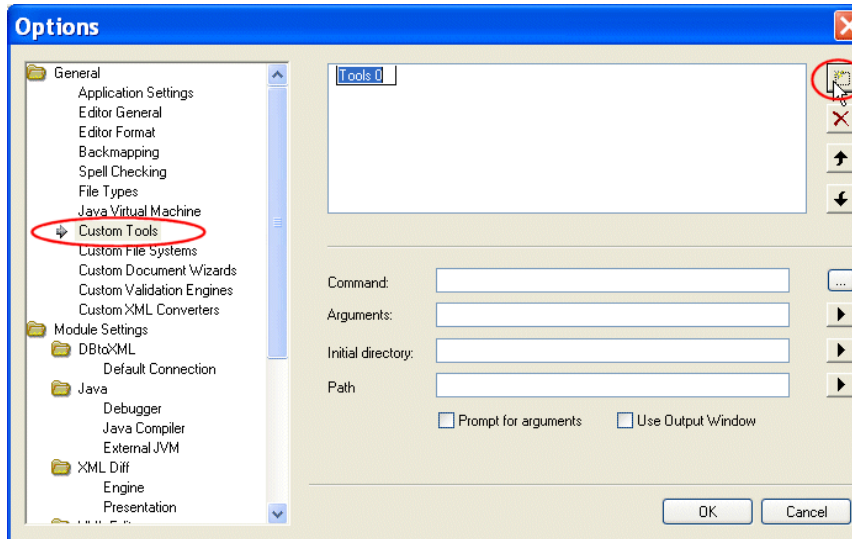 Options
General
Application Settings
Editor General
Editor Format
Backmapping
Spell Checking
File Types
Java Virtual Machine
Custom Tools
Custom File Systems
Custom Document Wizards
Custom Validation Engines
Custom XML Converters
Module Settings
DBtoXML
Default Connection
Java
Debugger
Java Compiler
External JVM
XML Diff
Engine
Presentation
Tools 0
Command:
...
Arguments:
Initial directory:
Path
Prompt for arguments
Use Output Window
OK
Cancel